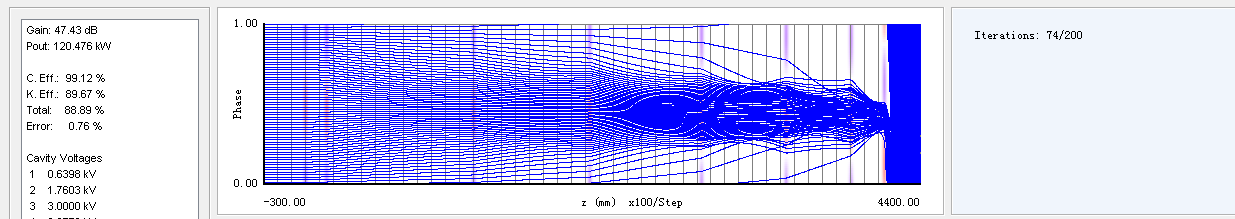 Gain: 47.43 dB
Pout: 120.476 kW
C. Eff.: 99.12 %
K. Eff.: 89.67 %
Total: 88.89 %
Error: 0.76 %
Cavity Voltages
1 0.6398 kV
2 1.7603 kV
3 3.0000 kV
1.00
Phase
0.00
-300.00
z (mm) x100/Step
4400.00
Iterations: 74/200